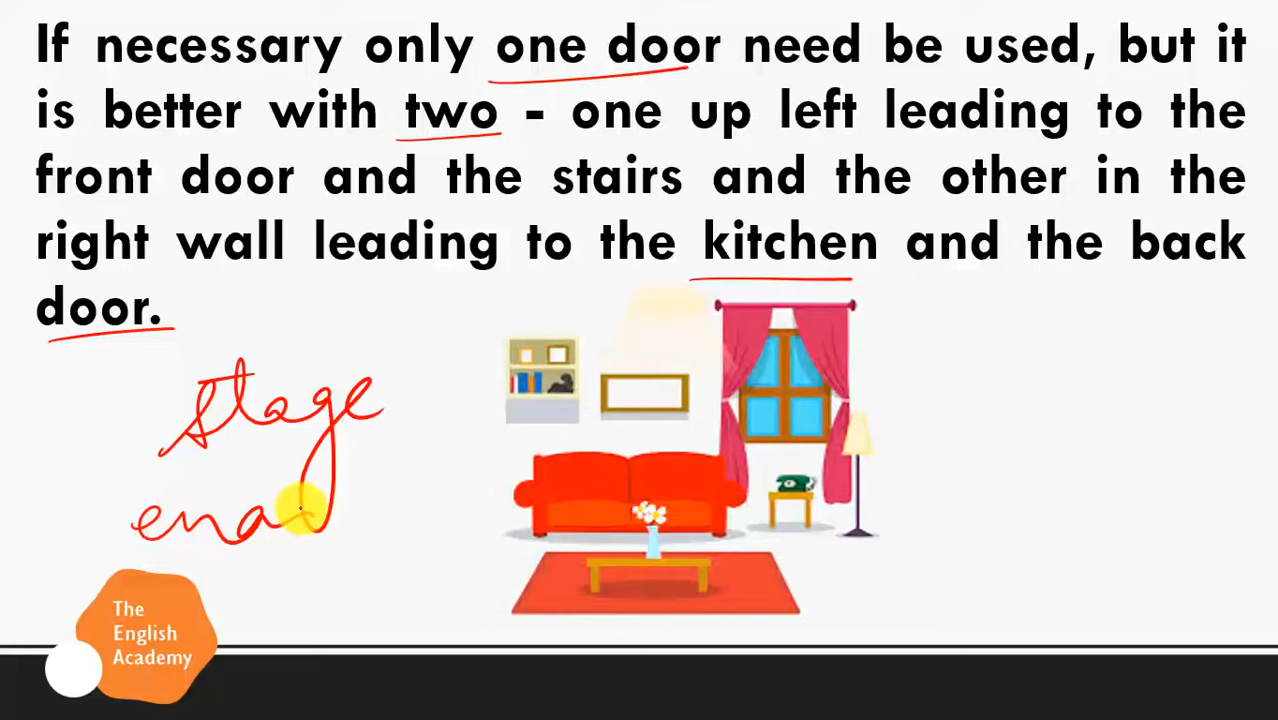 If necessary only one door need be used, but it
is better with two - one up left leading to the
front door and the stairs and the other in the
right wall leading to the kitchen and the back
door.
stage
ena
The
English
Academy